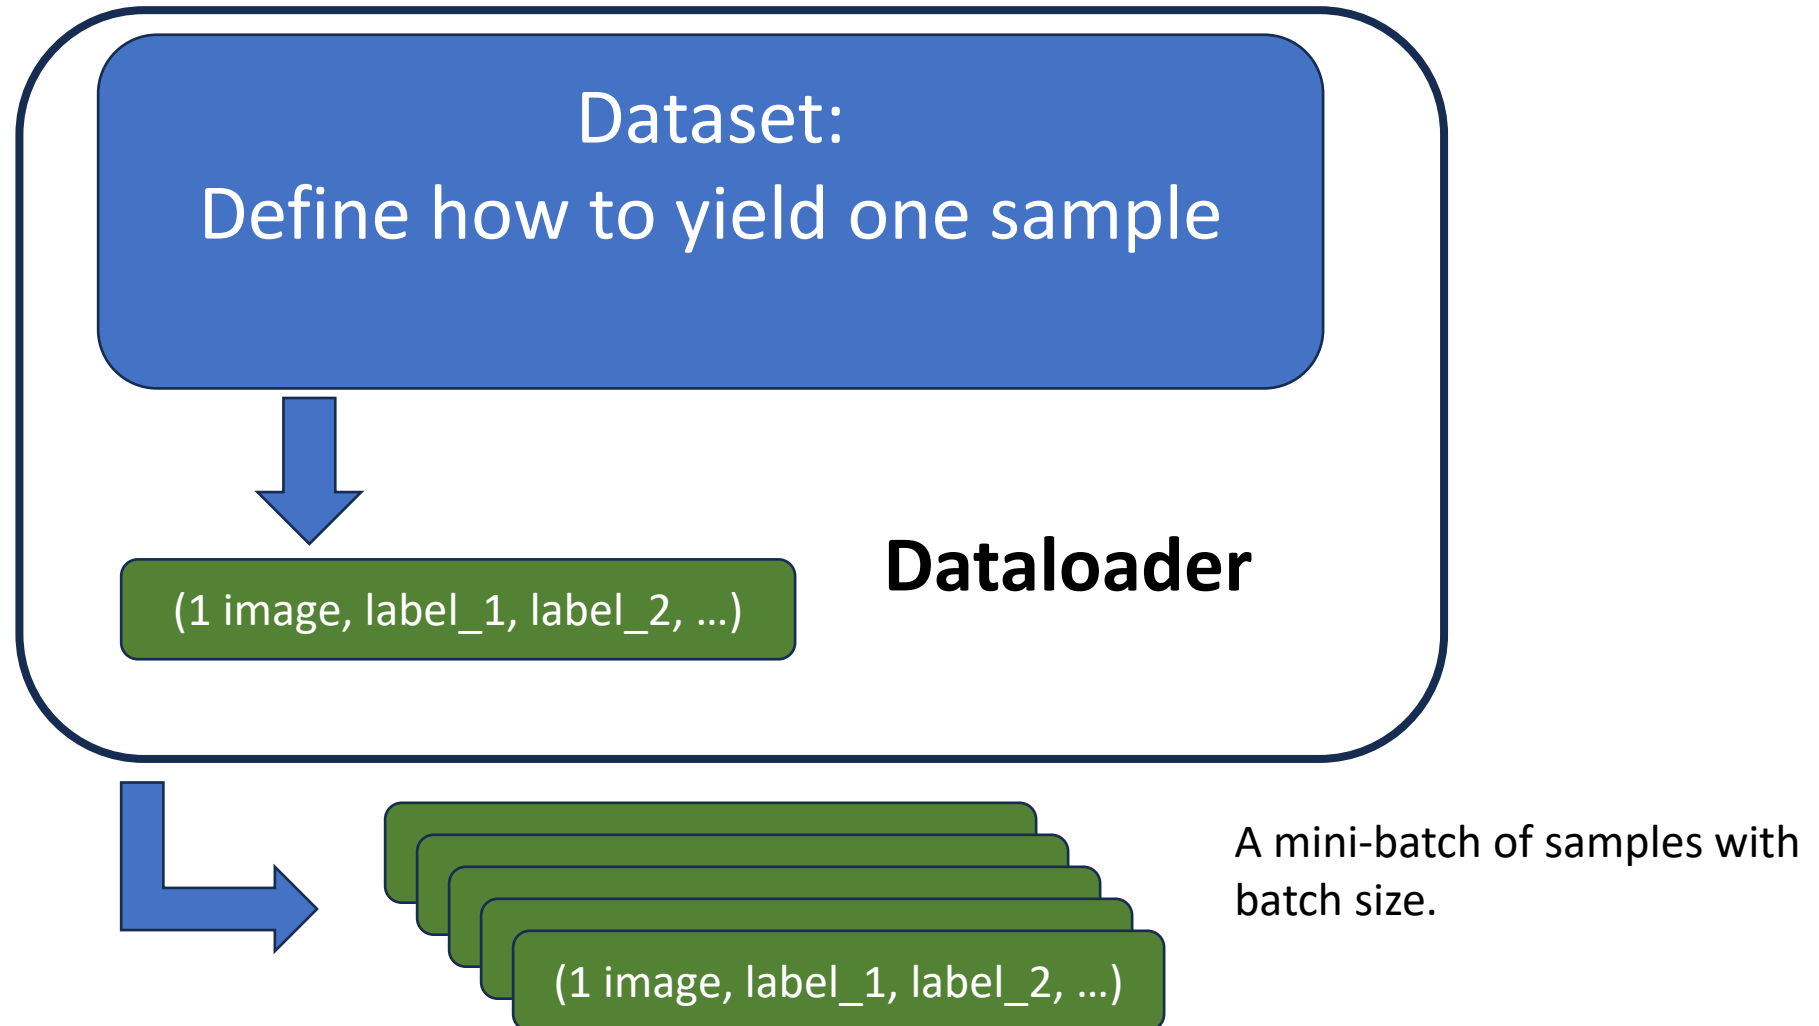 Dataset:
Define how to yield one sample
(1 image, label_1, label_2, ...)
Dataloader
A mini-batch of samples with
batch size.
(1 image, label_1, label_2, ...)